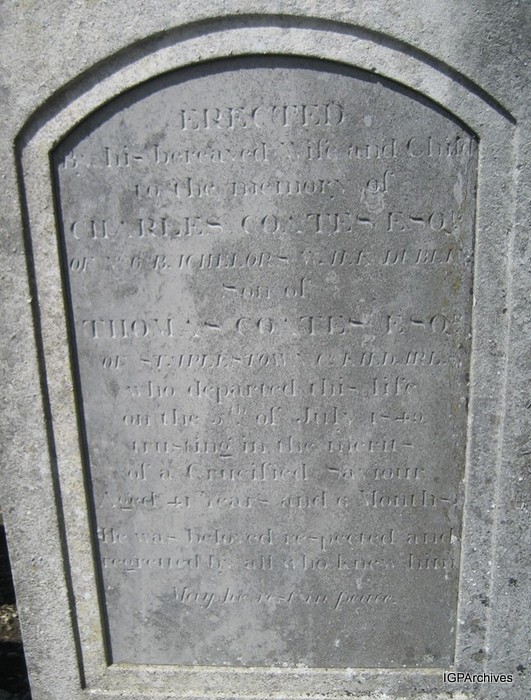 ERECTED
By his bereaved Wife and Child
to the memory of
CHARLES COATES ESQR
OF BACHELORS WALK DUBLIN
Son of
THOMAS COATES ESQR
OF STAPLESTOWN CO. KILDARE
who departed this life
on the 5th of July 1849
trusting in the merits
of a Crucified Saviour
Aged 41 Years and 9 Months
He was beloved respected and
regretted by all who knew him
May he rest in peace.
IGPArchives